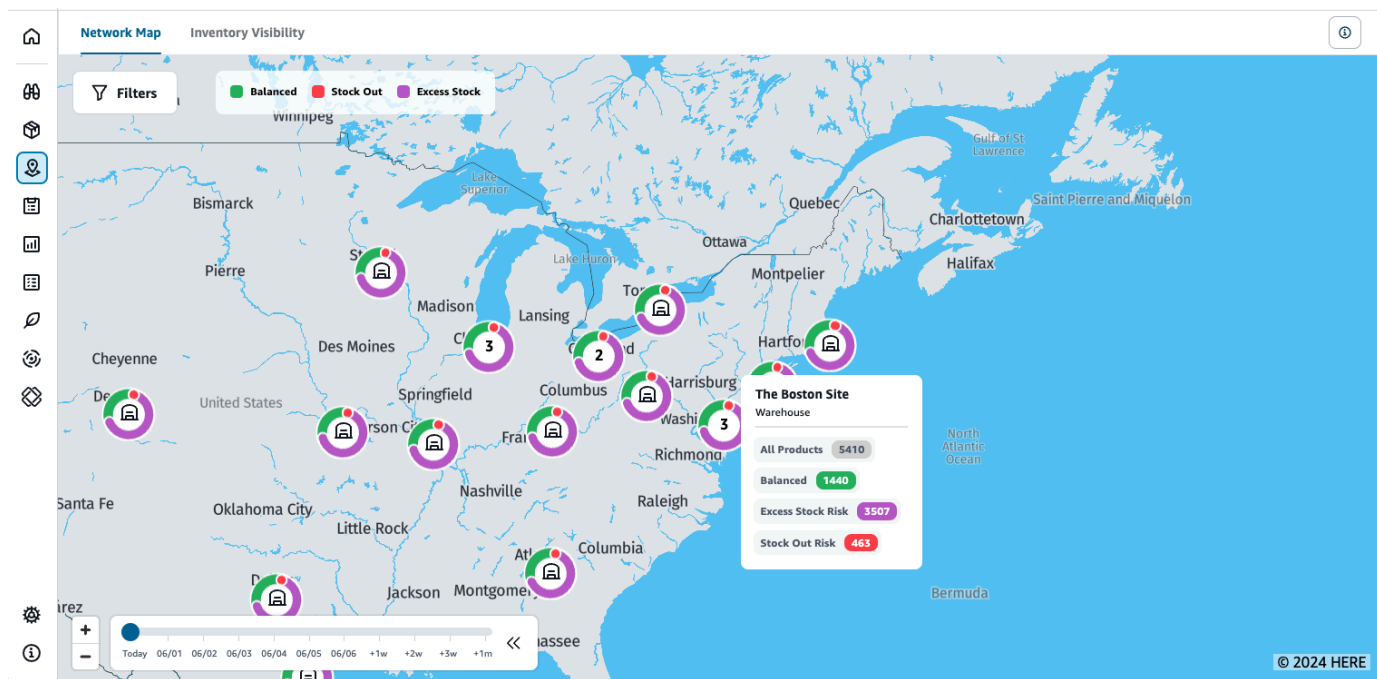 Network Map
Inventory Visibility
Filters
Balanced
Stock Out
Excess Stock
Winnipeg
Gulf of St
Lawrence
Lake
Superior
Bismarck
Quebec
Saint Pierre and Miquelon
Charlottetown
Ottawa
Lake Huron
Halifax
Pierre
Montpelier
Madison
Lansing
Des Moines
3
2
Cheyenne
Columbus
Harrisburg
United States
Springfield
3
Richmond
The Boston Site
Warehouse
All Products 5410
Balanced 1440
Excess Stock Risk 3507
Stock Out Risk 463
North
Atlantic
Ocean
Nashville
Santa Fe
Oklahoma City
Raleigh
Little Rock
Columbia
Jackson
Montgomery
Bermuda
+
−
Today 06/01 06/02 06/03 06/04 06/05 06/06 +1w +2w +3w +1m
© 2024 HERE